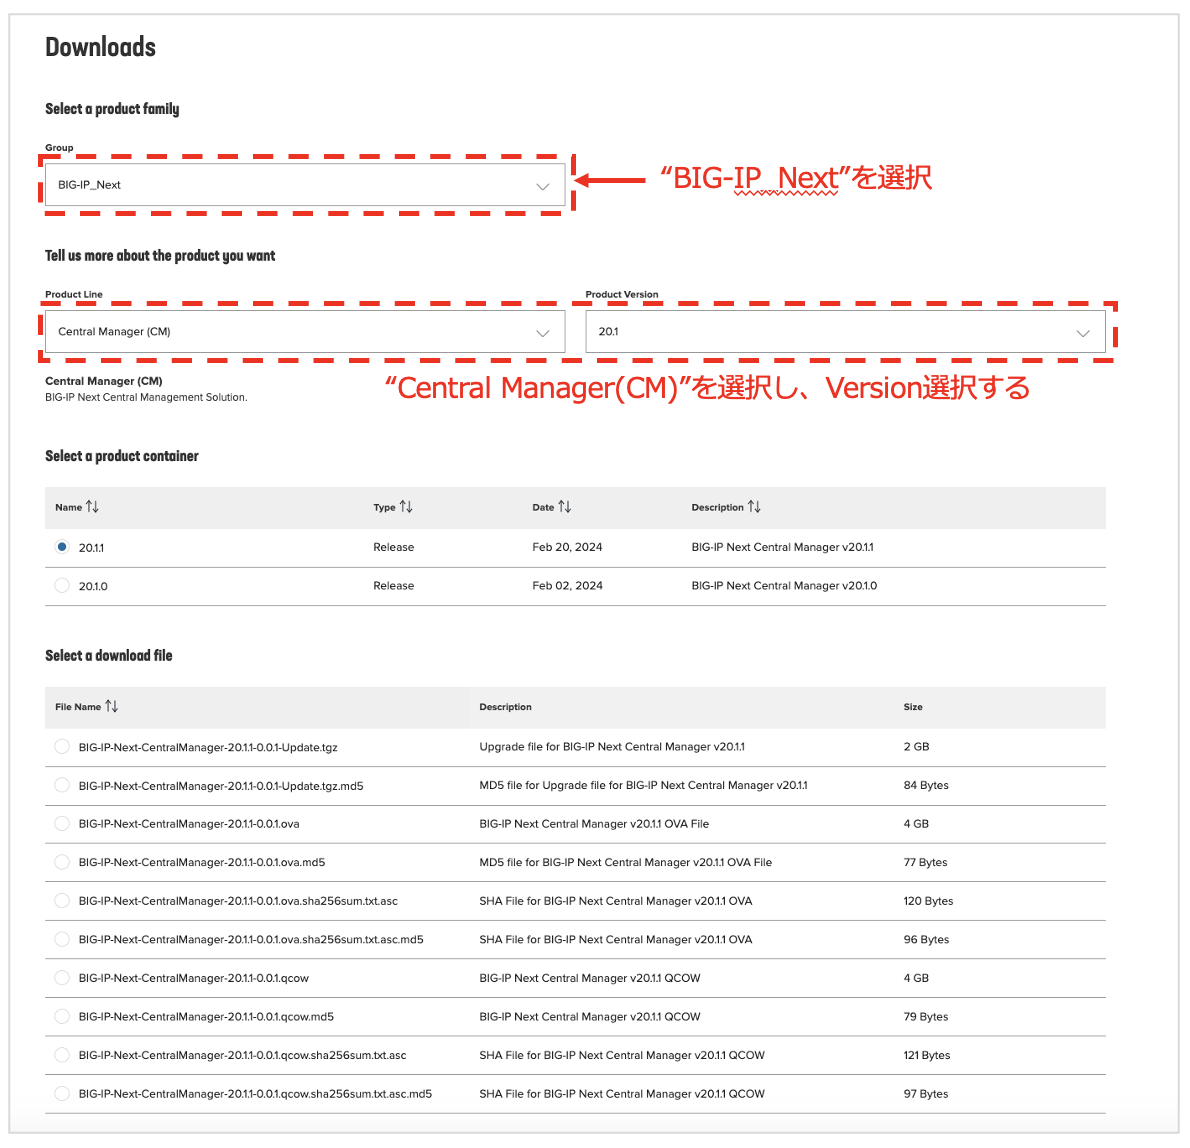 Downloads
Select a product family
Group
BIG-IP_Next
“BIG-IP_Next”を選択
Tell us more about the product you want
Product Line
Product Version
Central Manager (CM)
20.1
Central Manager (CM)
BIG-IP Next Central Management Solution.
“Central Manager(CM)”を選択し、Version選択する
Select a product container
Name Type Date Description
20.1.1 Release Feb 20, 2024 BIG-IP Next Central Manager v20.1.1
20.1.0 Release Feb 02, 2024 BIG-IP Next Central Manager v20.1.0
Select a download file
File Name Description Size
BIG-IP-Next-CentralManager-20.1.1-0.0.1-Update.tgz Upgrade file for BIG-IP Next Central Manager v20.1.1 2 GB
BIG-IP-Next-CentralManager-20.1.1-0.0.1-Update.tgz.md5 MD5 file for Upgrade file for BIG-IP Next Central Manager v20.1.1 84 Bytes
BIG-IP-Next-CentralManager-20.1.1-0.0.1.ova BIG-IP Next Central Manager v20.1.1 OVA File 4 GB
BIG-IP-Next-CentralManager-20.1.1-0.0.1.ova.md5 MD5 file for BIG-IP Next Central Manager v20.1.1 OVA File 77 Bytes
BIG-IP-Next-CentralManager-20.1.1-0.0.1.ova.sha256sum.txt.asc SHA File for BIG-IP Next Central Manager v20.1.1 OVA 120 Bytes
BIG-IP-Next-CentralManager-20.1.1-0.0.1.ova.sha256sum.txt.asc.md5 SHA File for BIG-IP Next Central Manager v20.1.1 OVA 96 Bytes
BIG-IP-Next-CentralManager-20.1.1-0.0.1.qcow BIG-IP Next Central Manager v20.1.1 QCOW 4 GB
BIG-IP-Next-CentralManager-20.1.1-0.0.1.qcow.md5 BIG-IP Next Central Manager v20.1.1 QCOW 79 Bytes
BIG-IP-Next-CentralManager-20.1.1-0.0.1.qcow.sha256sum.txt.asc SHA File for BIG-IP Next Central Manager v20.1.1 QCOW 121 Bytes
BIG-IP-Next-CentralManager-20.1.1-0.0.1.qcow.sha256sum.txt.asc.md5 SHA File for BIG-IP Next Central Manager v20.1.1 QCOW 97 Bytes